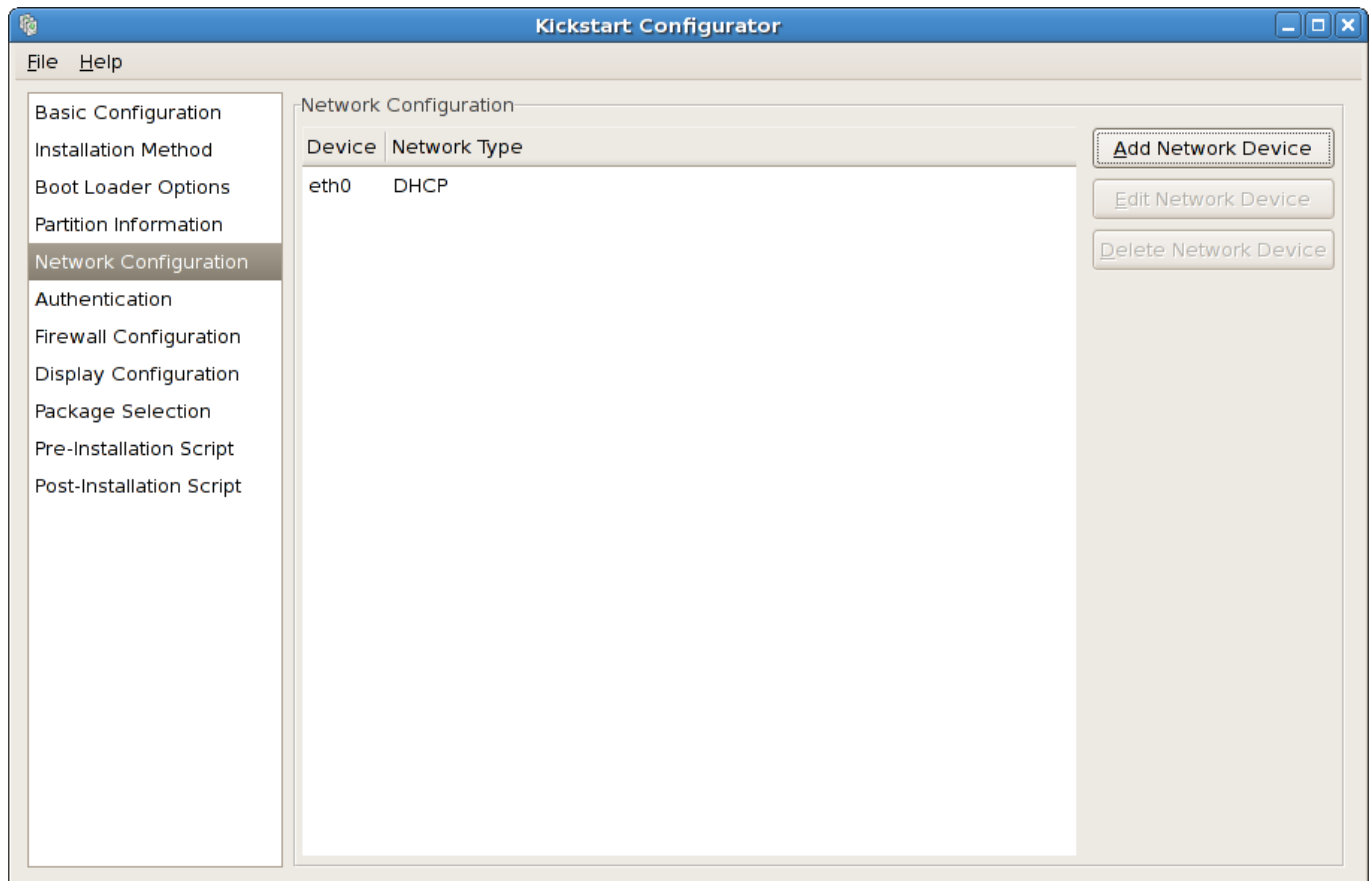 Kickstart Configurator
File Help
Basic Configuration
Installation Method
Boot Loader Options
Partition Information
Network Configuration
Authentication
Firewall Configuration
Display Configuration
Package Selection
Pre-Installation Script
Post-Installation Script
Network Configuration
Device Network Type
eth0 DHCP
Add Network Device
Edit Network Device
Delete Network Device